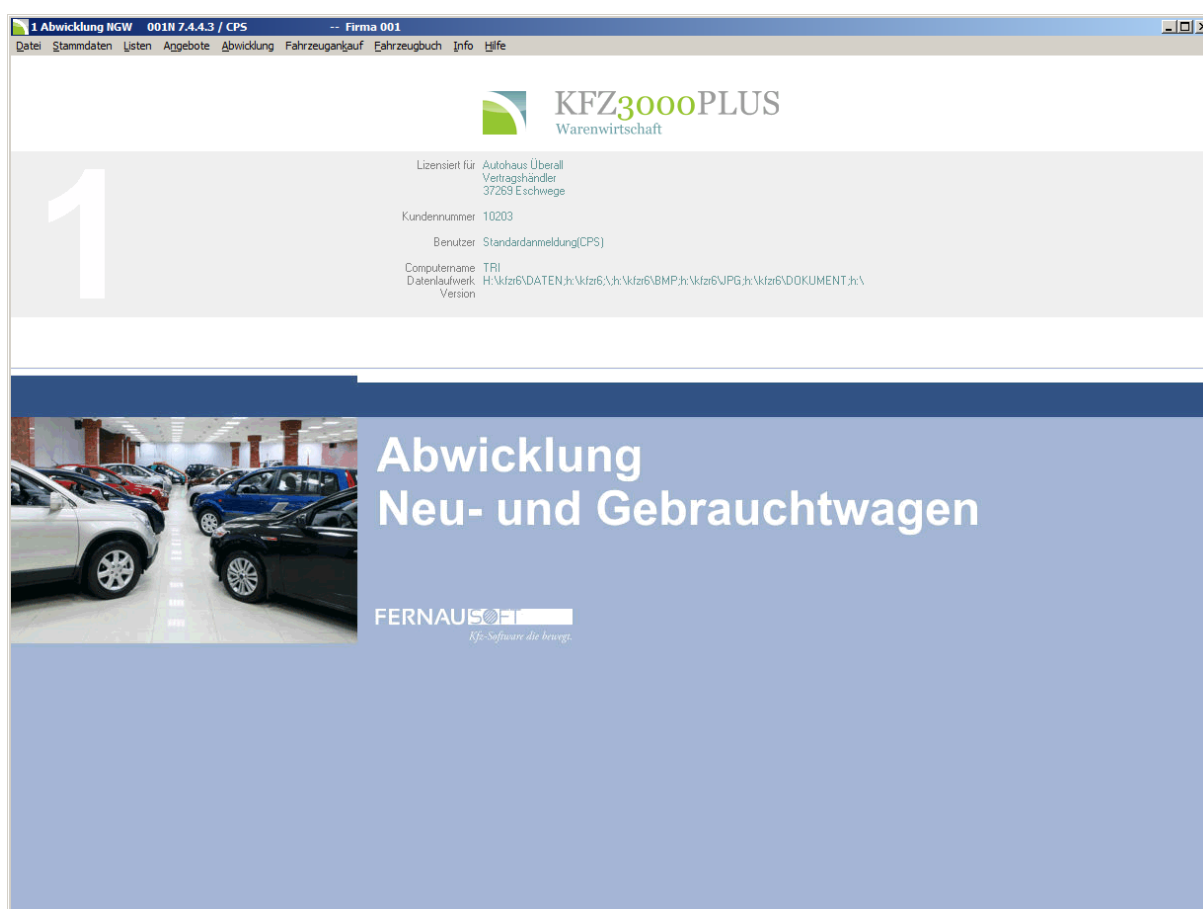 1 Abwicklung NGW 001N 7.4.4.3 / CPS -- Firma 001
Datei Stammdaten Listen Angebote Abwicklung Fahrzeugankauf Fahrzeugbuch Info Hilfe
KFZ3000PLUS
Warenwirtschaft
1
Lizensiert für Autohaus Überall
Vertragshändler
37269 Eschwege
Kundennummer 10203
Benutzer Standardanmeldung(CPS)
Computername TRI
Datenlaufwerk H:\kfzr6\DATEN;h:\kfzr6;\;h:\kfzr6\BMP;h:\kfzr6\JPG;h:\kfzr6\DOKUMENT;h:\
Version
Abwicklung
Neu- und Gebrauchtwagen
FERNAUSOFT
Kfz-Software die bewegt.